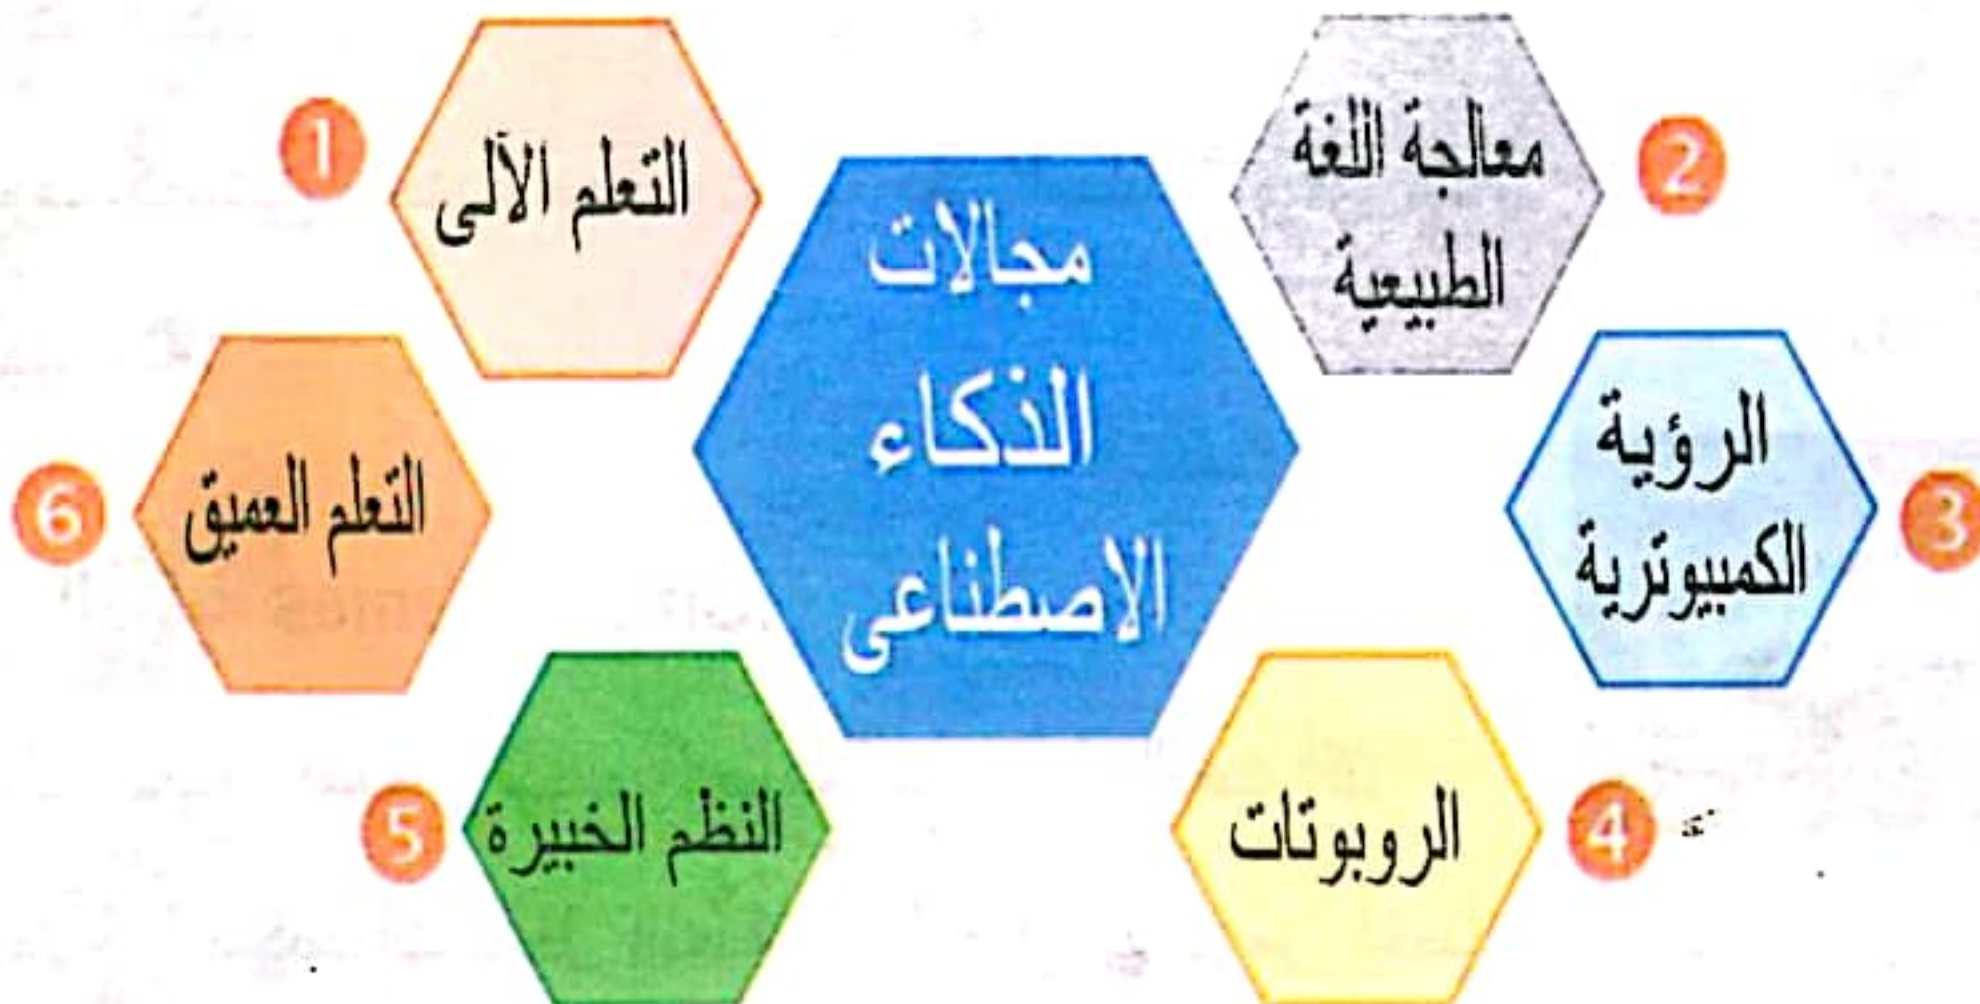 مجالات
الذكاء
الاصطناعى
1
التعلم الآلى
2
معالجة اللغة
الطبيعية
3
الرؤية
الكمبيوترية
4
الروبوتات
5
النظم الخبيرة
6
التعلم العميق